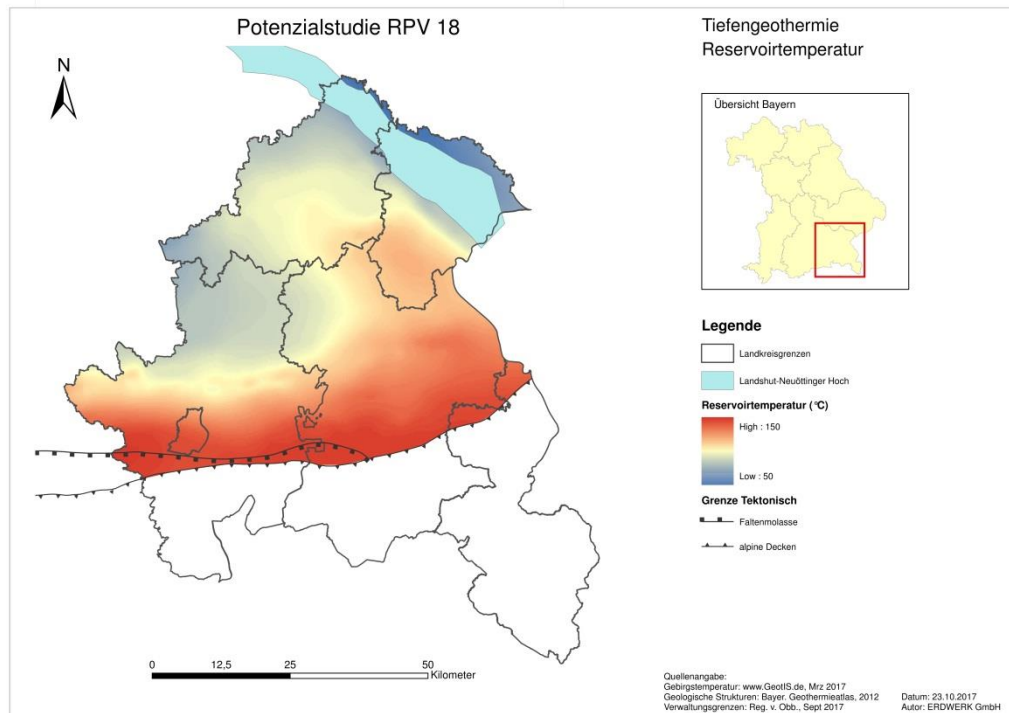 Potenzialstudie RPV 18
N
0
12,5
25
50
Kilometer
Tiefengeothermie
Reservoirtemperatur
Übersicht Bayern
Legende
Landkreisgrenzen
Landshut-Neuöttinger Hoch
Reservoirtemperatur (°C)
High : 150
Low : 50
Grenze Tektonisch
Faltenmolasse
alpine Decken
Quellenangabe:
Gebirgstemperatur: www.GeotIS.de, Mrz 2017
Geologische Strukturen: Bayer. Geothermieatlas, 2012
Verwaltungsgrenzen: Reg. v. Obb., Sept 2017
Datum: 23.10.2017
Autor: ERDWERK GmbH